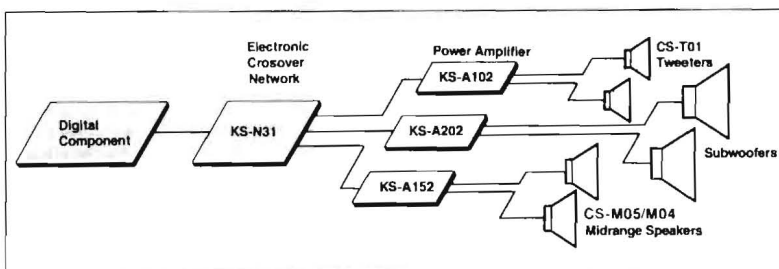 Electronic
Crossover
Network
Power Amplifier
CS-T01
Tweeters
KS-A102
Digital
Component
KS-N31
KS-A202
Subwoofers
KS-A152
CS-M05/M04
Midrange Speakers